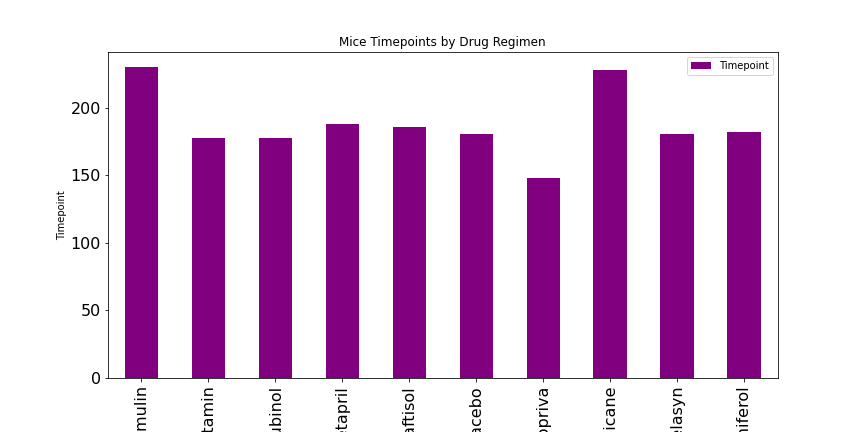 Mice Timepoints by Drug Regimen
Timepoint
Timepoint
200
150
100
50
0
mulin
tamin
ubinol
etapril
aftisol
acebo
opriva
icane
elasyn
niferol